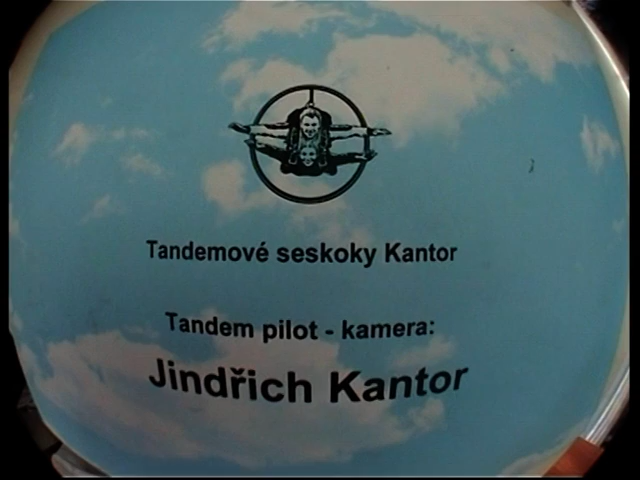 Tandemové seskoky Kantor
Tandem pilot - kamera:
Jindřich Kantor